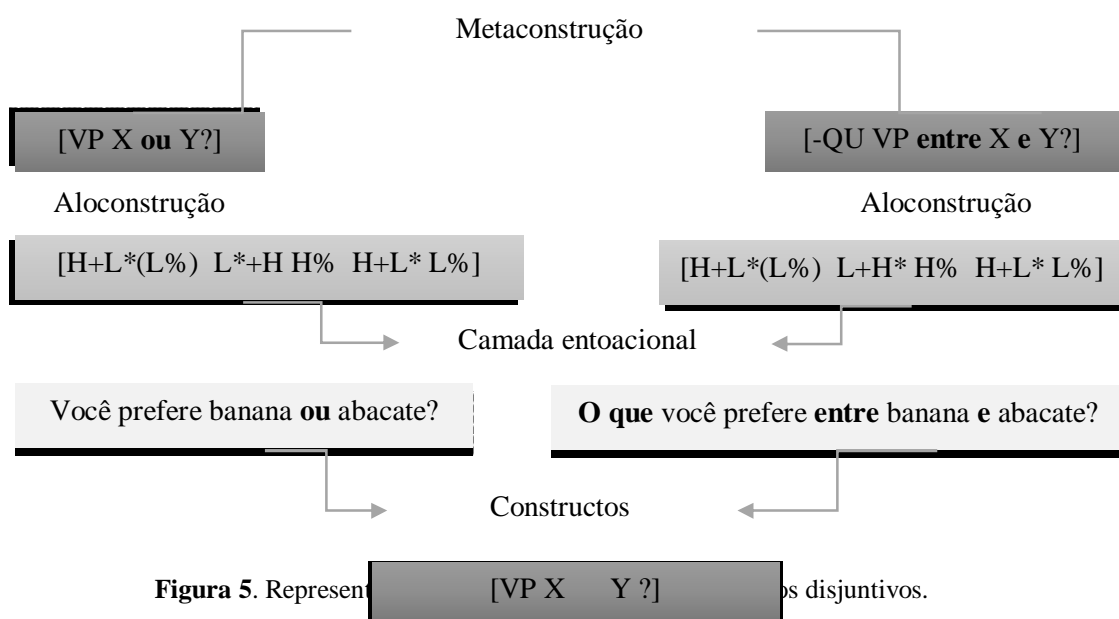 Metaconstrução
[VP X ou Y?]
[-QU VP entre X e Y?]
Aloconstrução
Aloconstrução
[H+L*(L%) L*+H H% H+L* L%]
[H+L*(L%) L+H* H% H+L* L%]
Camada entoacional
Você prefere banana ou abacate?
O que você prefere entre banana e abacate?
Constructos
Figura 5. Represent
[VP X Y ?]
disjuntivos.